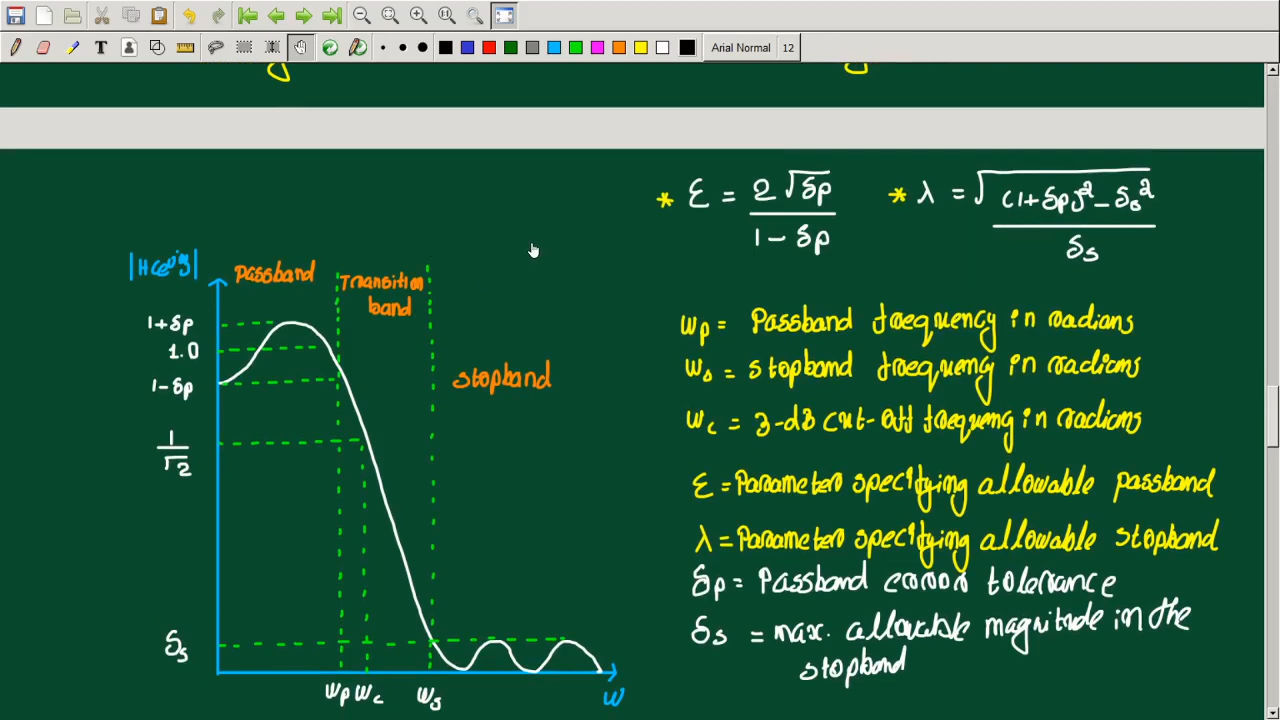 Arial Normal 12
* ε = 2√δp / 1 - δp
* λ = √(1+δp)² - δs² / δs
|H(e^jω)|
Passband
Transition
band
stopband
1+δp
1.0
1-δp
1/√2
δs
ωp ωc ωs ω
ωp = Passband frequency in radians
ωs = stopband frequency in radians
ωc = 3-dB cut-off frequency in radians
ε = Parameter specifying allowable passband
λ = Parameter specifying allowable stopband
δp = Passband error tolerance
δs = max. allowable magnitude in the
stopband